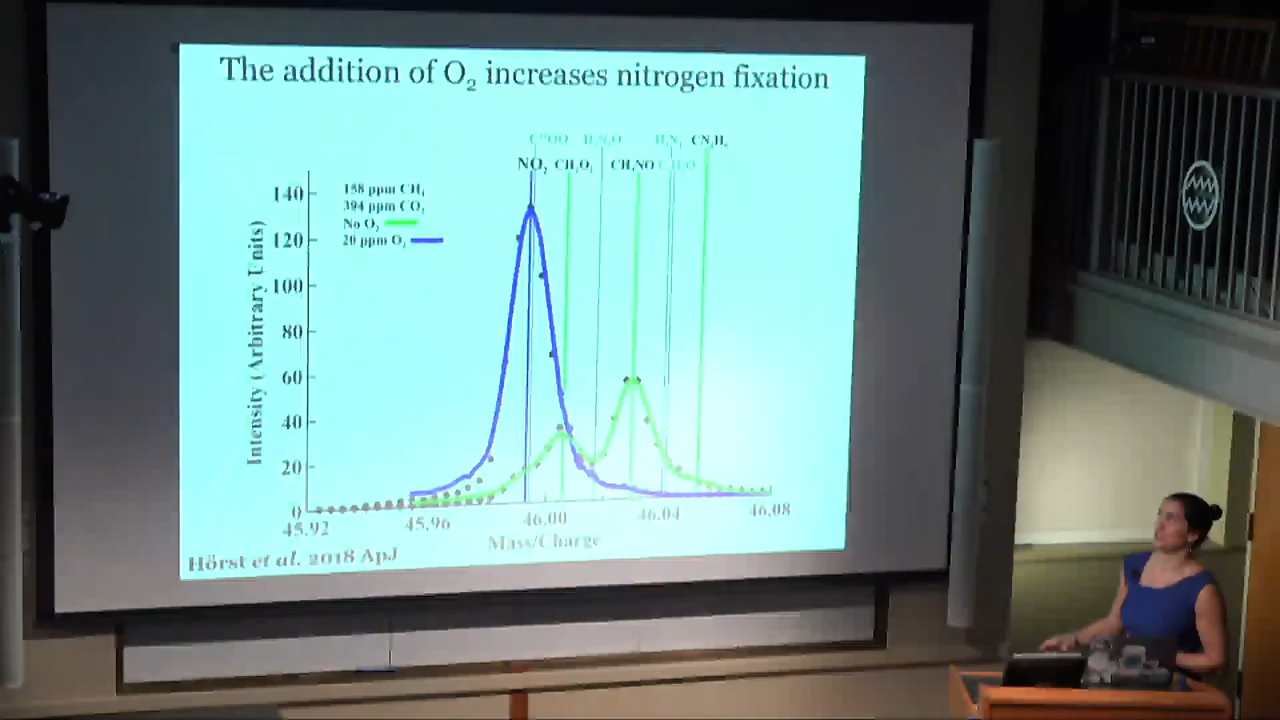 The addition of O₂ increases nitrogen fixation
NO₂ CH₂O₂ CH₄NO CN₂H₆
158 ppm CH₄
394 ppm CO₂
No O₂
20 ppm O₂
Intensity (Arbitrary Units)
140
120
100
80
60
40
20
0
45.92 45.96 46.00 46.04 46.08
Mass/Charge
Hörst et al. 2018 ApJ